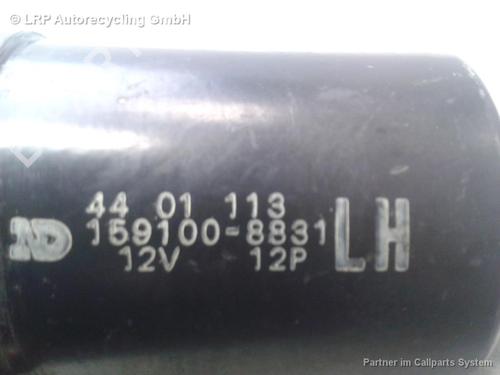 © LRP Autorecycling GmbH
44 01 113
ND 159100-8831 LH
12V 12P
Partner im Callparts System